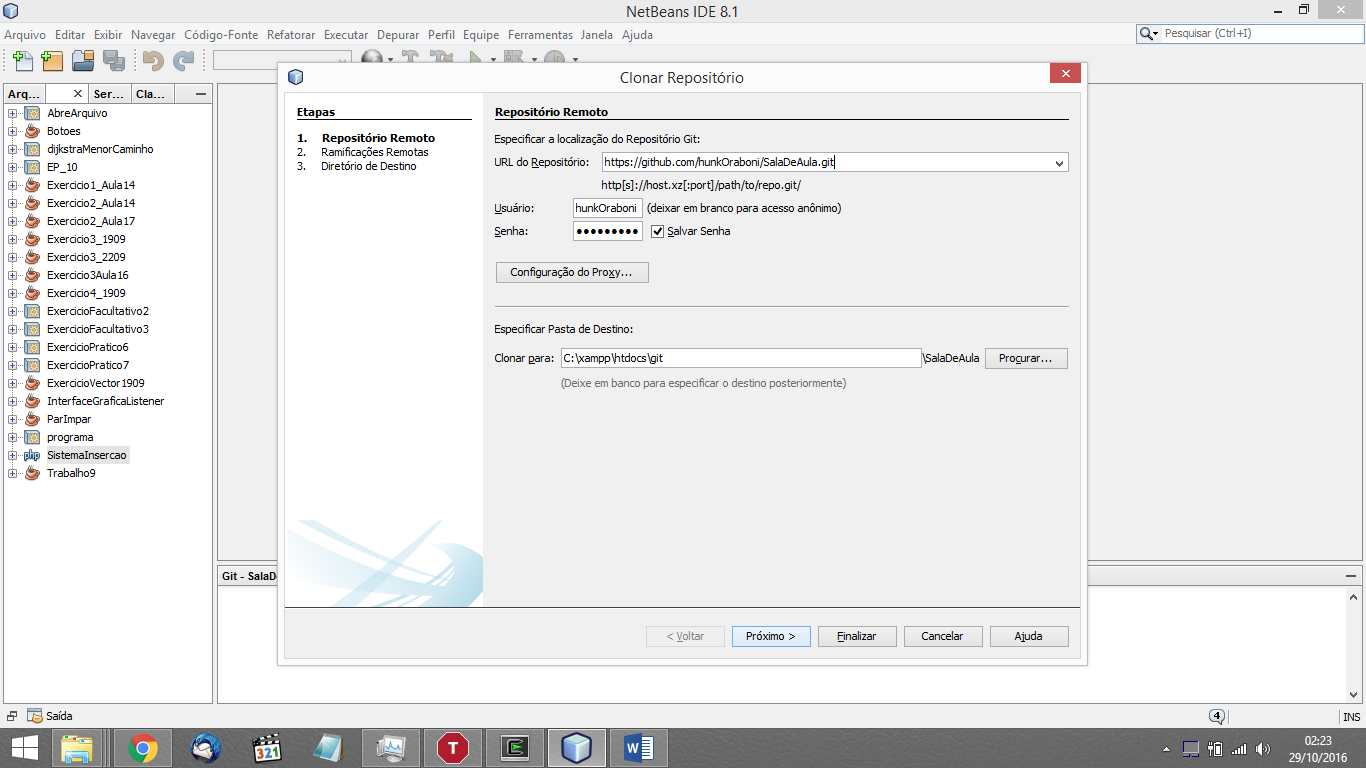 NetBeans IDE 8.1
Arquivo Editar Exibir Navegar Código-Fonte Refatorar Executar Depurar Perfil Equipe Ferramentas Janela Ajuda
Pesquisar (Ctrl+I)
Arq... Ser... Cla...
AbreArquivo
Botoes
dijkstraMenorCaminho
EP_10
Exercicio1_Aula14
Exercicio2_Aula14
Exercicio2_Aula17
Exercicio3_1909
Exercicio3_2209
Exercicio3Aula16
Exercicio4_1909
ExercicioFacultativo2
ExercicioFacultativo3
ExercicioPratico6
ExercicioPratico7
ExercicioVector1909
InterfaceGraficaListener
ParImpar
programa
php SistemaInsercao
Trabalho9
Clonar Repositório
Etapas
1. Repositório Remoto
2. Ramificações Remotas
3. Diretório de Destino
Repositório Remoto
Especificar a localização do Repositório Git:
URL do Repositório: https://github.com/hunkOraboni/SalaDeAula.git
http[s]://host.xz[:port]/path/to/repo.git/
Usuário: hunkOraboni (deixar em branco para acesso anônimo)
Senha: ●●●●●●●●● Salvar Senha
Configuração do Proxy...
Especificar Pasta de Destino:
Clonar para: C:\xampp\htdocs\git \SalaDeAula Procurar...
(Deixe em banco para especificar o destino posteriormente)
< Voltar Próximo > Finalizar Cancelar Ajuda
Git - SalaD
Saída
4 INS
321 T W
02:23
29/10/2016